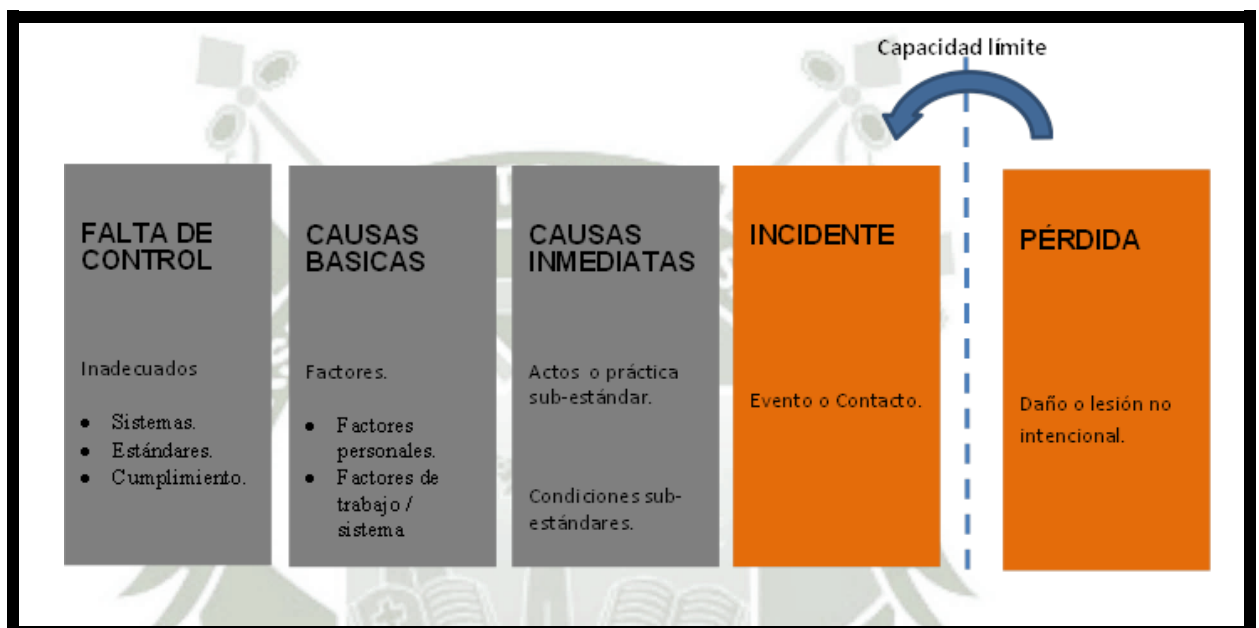 Capacidad límite
FALTA DE
CONTROL
Inadecuados
● Sistemas.
● Estándares.
● Cumplimiento.
CAUSAS
BASICAS
Factores.
● Factores
personales.
● Factores de
trabajo /
sistema
CAUSAS
INMEDIATAS
Actos o práctica
sub-estándar.
Condiciones sub-
estándares.
INCIDENTE
Evento o Contacto.
PÉRDIDA
Daño o lesión no
intencional.